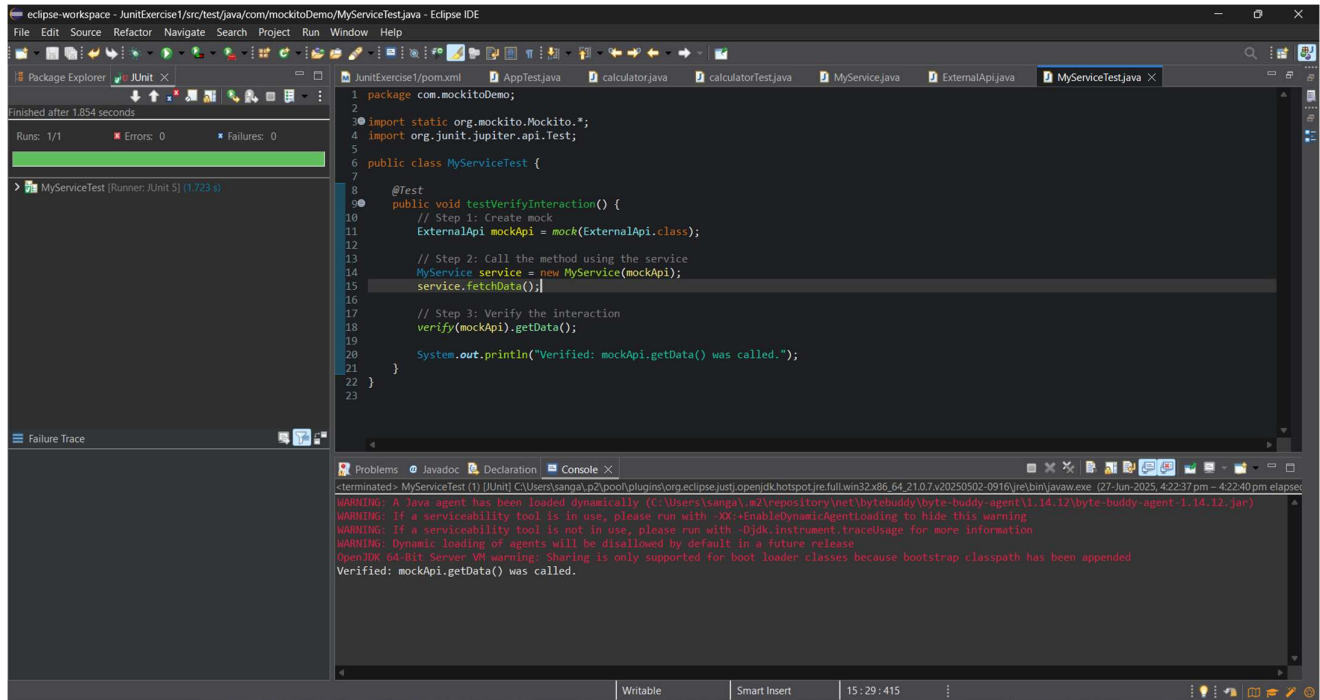 eclipse-workspace - JunitExercise1/src/test/java/com/mockitoDemo/MyServiceTest.java - Eclipse IDE
File Edit Source Refactor Navigate Search Project Run Window Help
Package Explorer JUnit
Finished after 1.854 seconds
Runs: 1/1 Errors: 0 Failures: 0
MyServiceTest [Runner: JUnit 5] (1.723 s)
Failure Trace
JunitExercise1/pom.xml AppTest.java calculator.java calculatorTest.java MyService.java ExternalApi.java MyServiceTest.java
1 package com.mockitoDemo;
2
3 import static org.mockito.Mockito.*;
4 import org.junit.jupiter.api.Test;
5
6 public class MyServiceTest {
7
8 @Test
9 public void testVerifyInteraction() {
10 // Step 1: Create mock
11 ExternalApi mockApi = mock(ExternalApi.class);
12
13 // Step 2: Call the method using the service
14 MyService service = new MyService(mockApi);
15 service.fetchData();
16
17 // Step 3: Verify the interaction
18 verify(mockApi).getData();
19
20 System.out.println("Verified: mockApi.getData() was called.");
21 }
22 }
23
Problems Javadoc Declaration Console
<terminated> MyServiceTest (1) [JUnit] C:\Users\sanga\.p2\pool\plugins\org.eclipse.justj.openjdk.hotspot.jre.full.win32.x86_64_21.0.7.v20250502-0916\jre\bin\javaw.exe (27-Jun-2025, 4:22:37 pm – 4:22:40 pm elapsed
WARNING: A Java agent has been loaded dynamically (C:\Users\sanga\.m2\repository\net\bytebuddy\byte-buddy-agent\1.14.12\byte-buddy-agent-1.14.12.jar)
WARNING: If a serviceability tool is in use, please run with -XX:+EnableDynamicAgentLoading to hide this warning
WARNING: If a serviceability tool is not in use, please run with -Djdk.instrument.traceUsage for more information
WARNING: Dynamic loading of agents will be disallowed by default in a future release
OpenJDK 64-Bit Server VM warning: Sharing is only supported for boot loader classes because bootstrap classpath has been appended
Verified: mockApi.getData() was called.
Writable Smart Insert 15 : 29 : 415